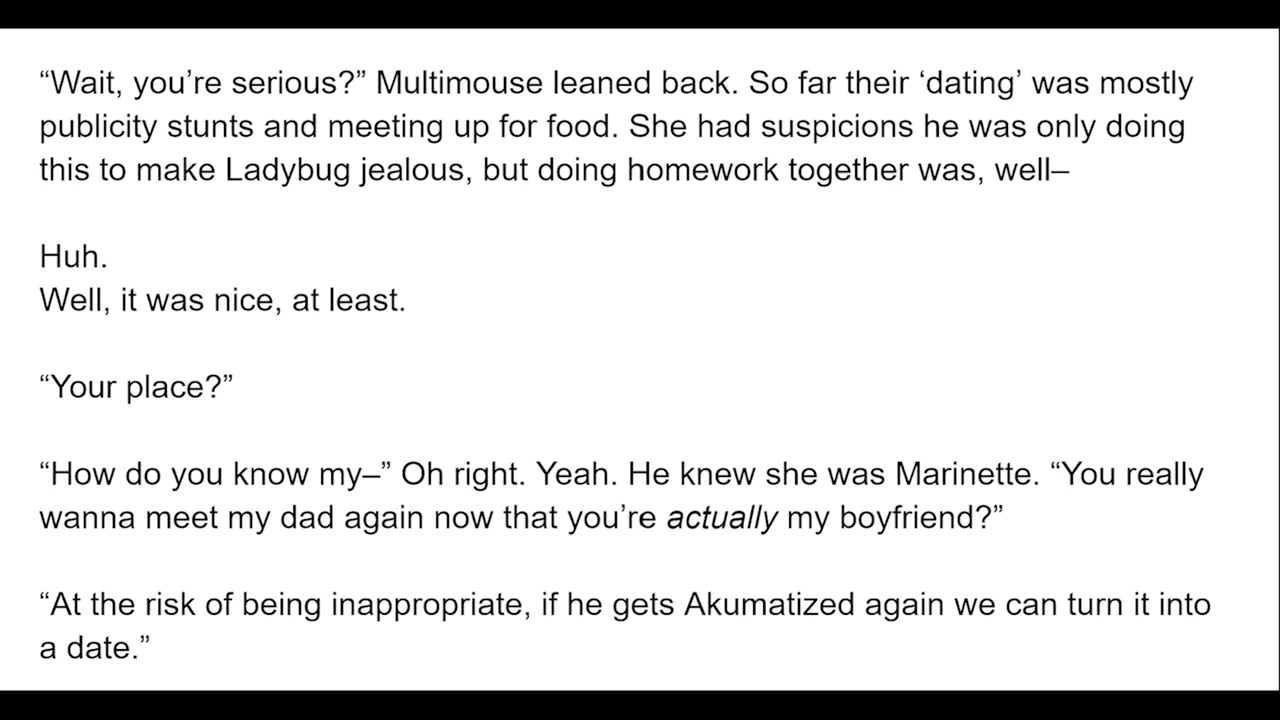 “Wait, you’re serious?” Multimouse leaned back. So far their ‘dating’ was mostly
publicity stunts and meeting up for food. She had suspicions he was only doing
this to make Ladybug jealous, but doing homework together was, well–
Huh.
Well, it was nice, at least.
“Your place?”
“How do you know my–” Oh right. Yeah. He knew she was Marinette. “You really
wanna meet my dad again now that you’re actually my boyfriend?”
“At the risk of being inappropriate, if he gets Akumatized again we can turn it into
a date.”